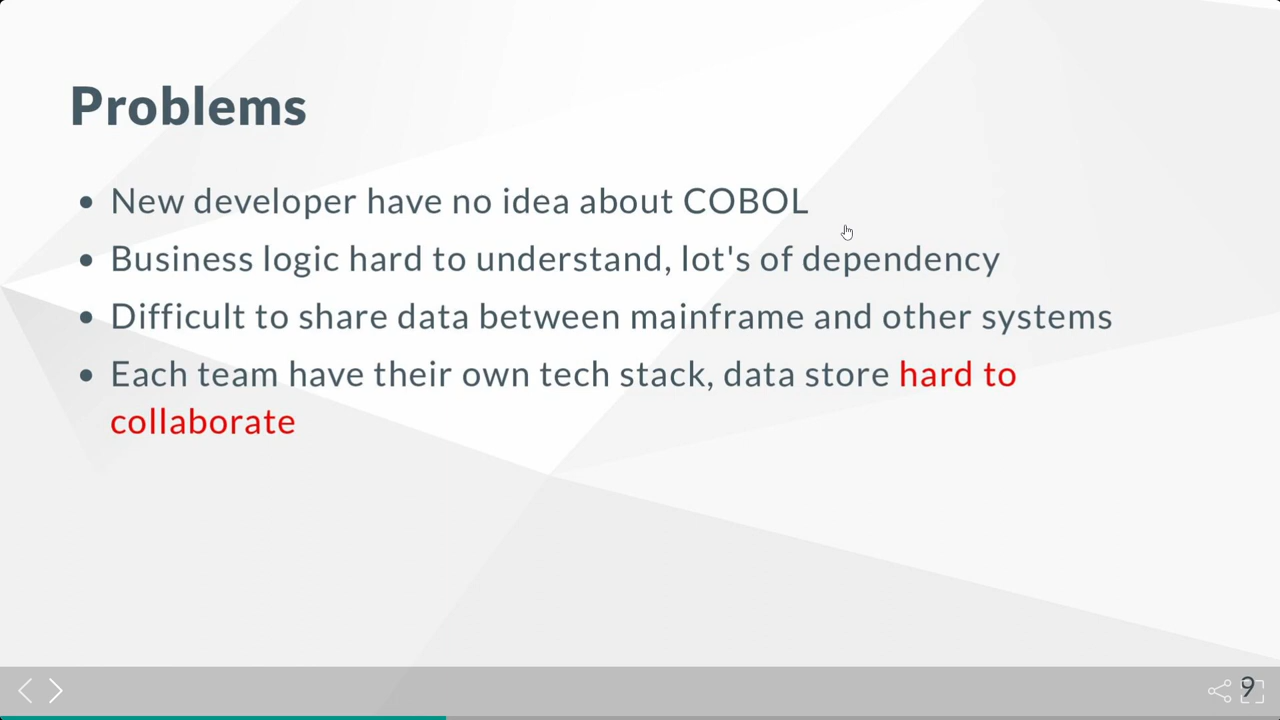 Problems
New developer have no idea about COBOL
Business logic hard to understand, lot's of dependency
Difficult to share data between mainframe and other systems
Each team have their own tech stack, data store hard to
collaborate
9